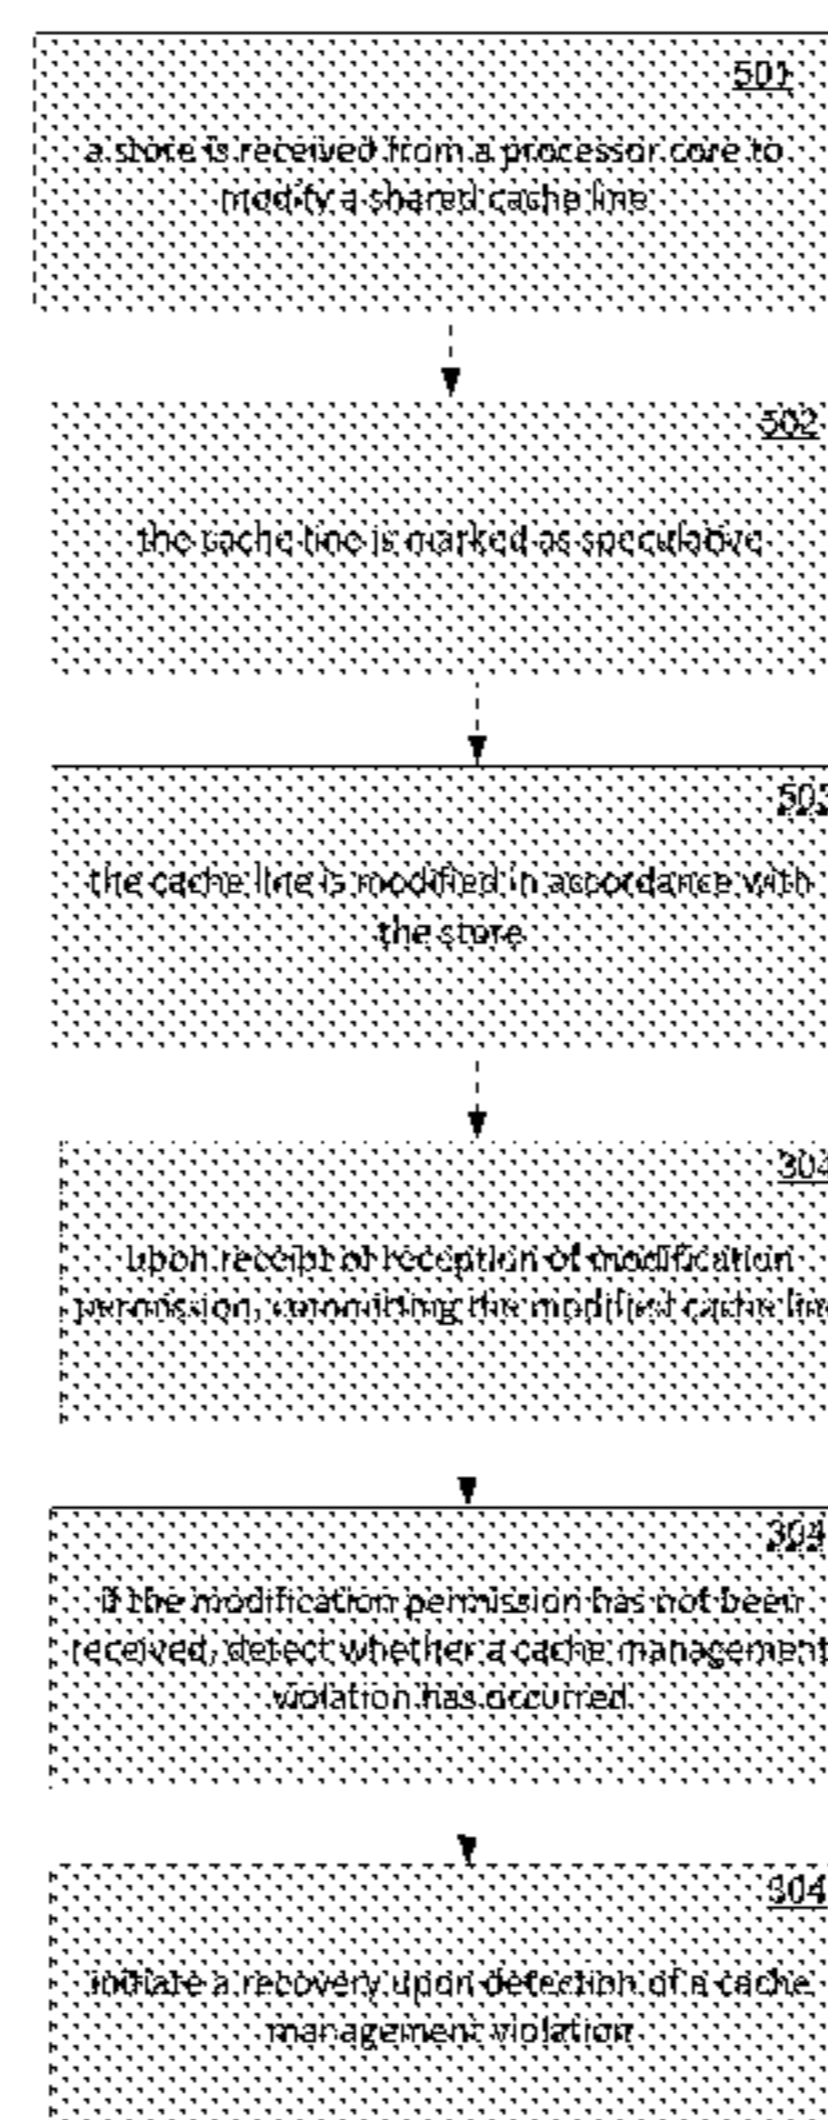 501
a store is received from a processor core to
modify a shared cache line
502
the cache line is marked as speculative
503
the cache line is modified in accordance with
the store
304
upon receipt of reception of modification
permission, committing the modified cache line
304
if the modification permission has not been
received, detect whether a cache management
violation has occurred
304
initiate a recovery upon detection of a cache
management violation